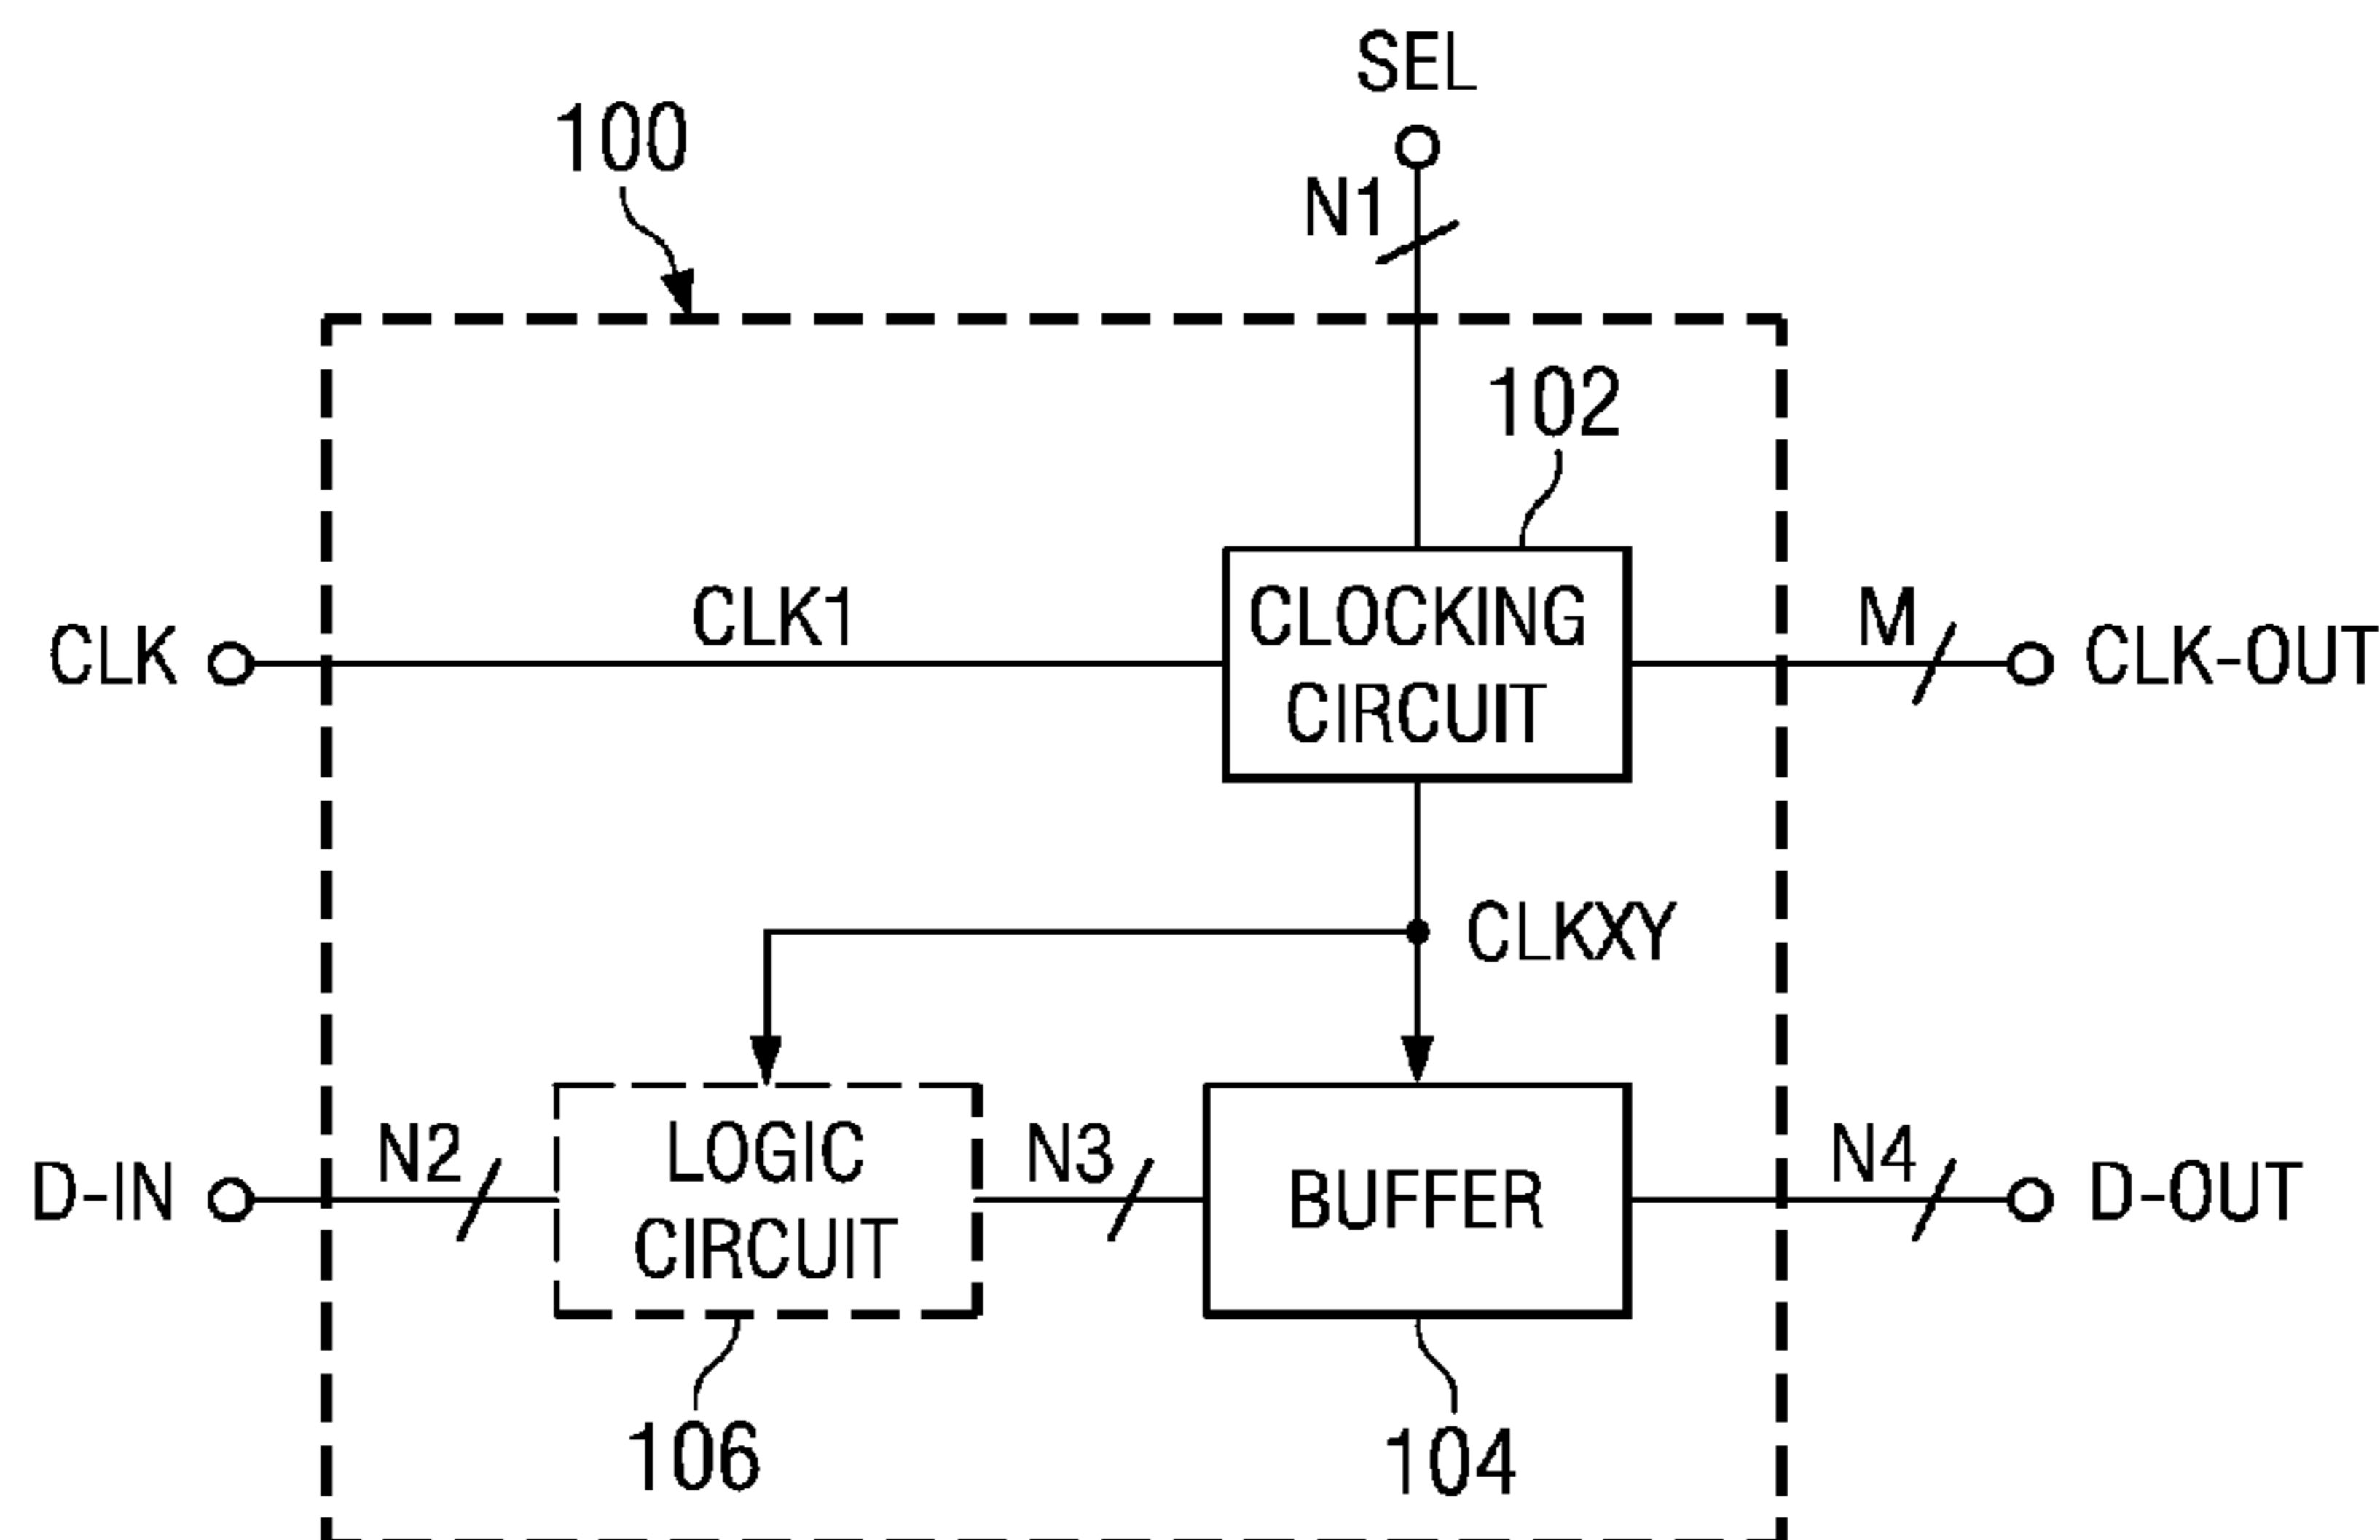 SEL
100
N1
102
CLK
CLK1
CLOCKING
CIRCUIT
M
CLK-OUT
CLKXY
D-IN
N2
LOGIC
CIRCUIT
N3
BUFFER
N4
D-OUT
106
104